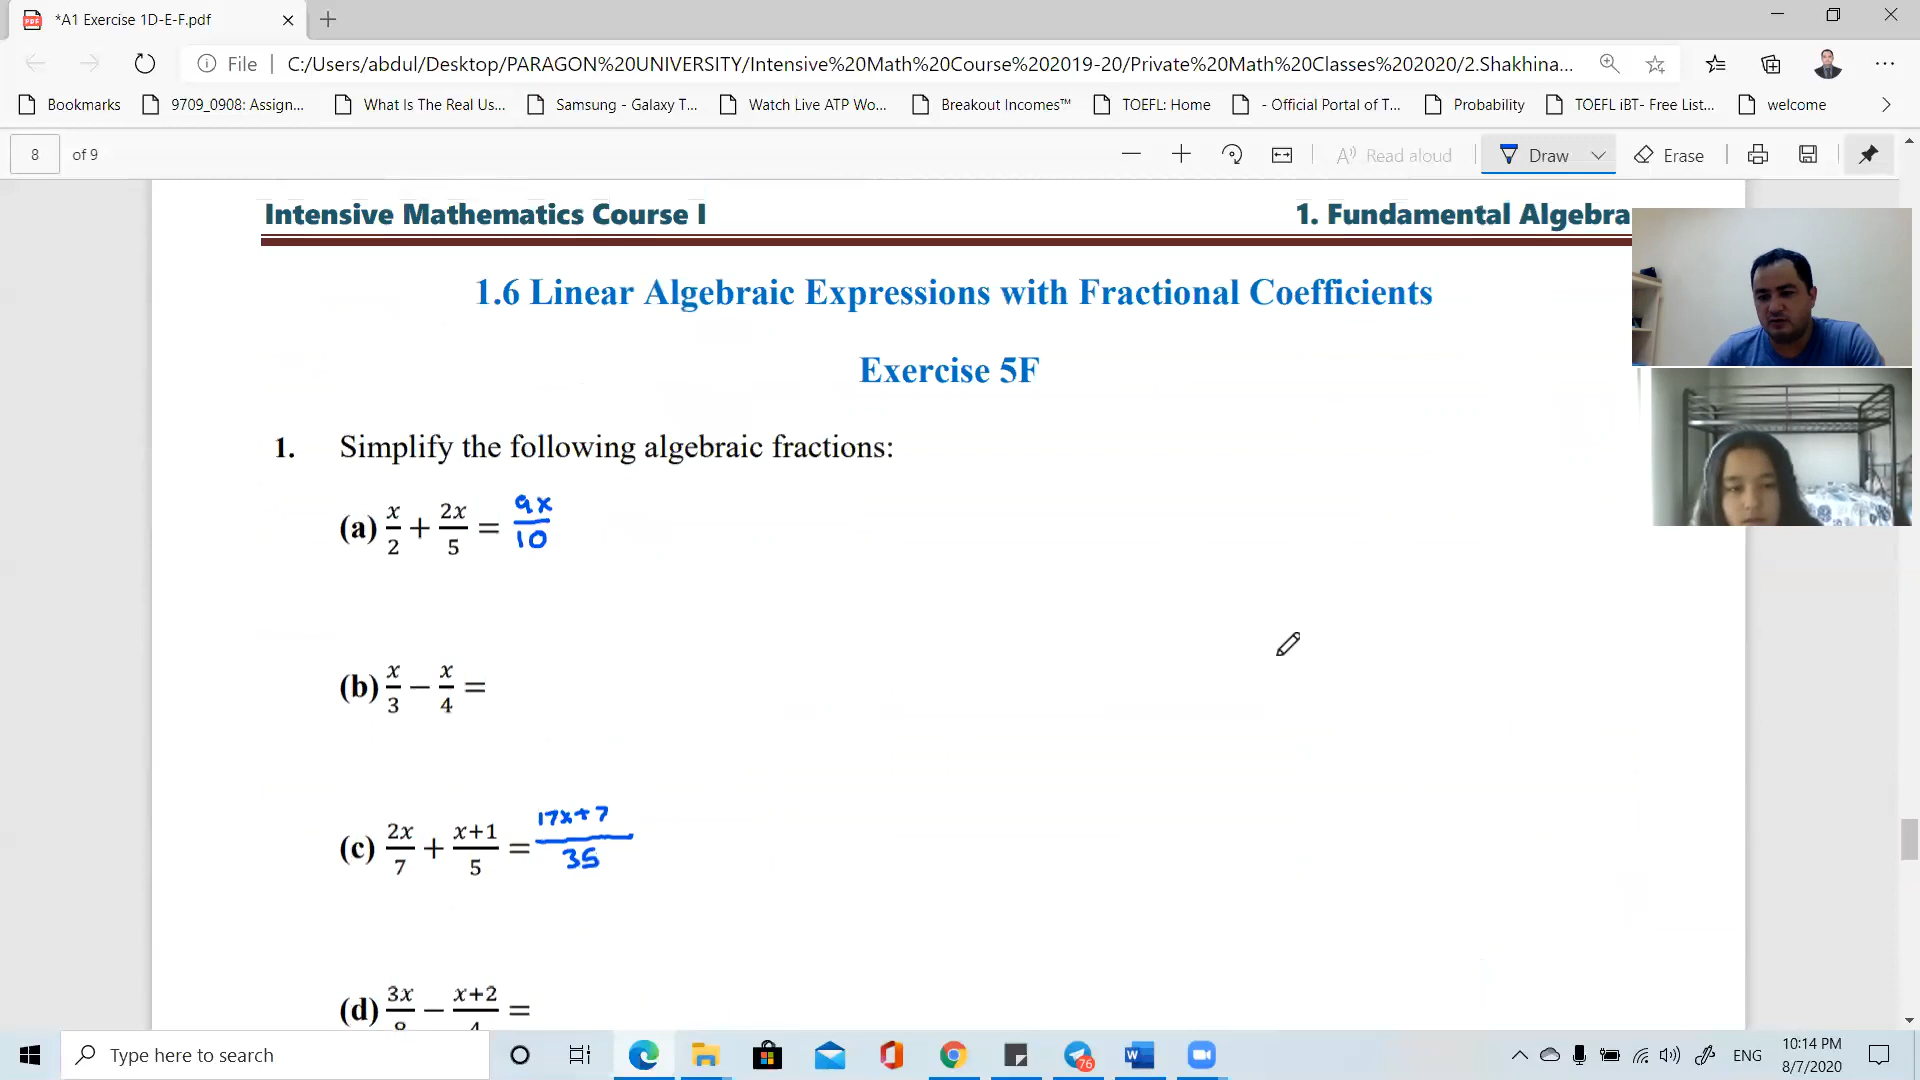 *A1 Exercise 1D-E-F.pdf
File C:/Users/abdul/Desktop/PARAGON%20UNIVERSITY/Intensive%20Math%20Course%202019-20/Private%20Math%20Classes%202020/2.Shakhina...
Bookmarks 9709_0908: Assign... What Is The Real Us... Samsung - Galaxy T... Watch Live ATP Wo... Breakout Incomes™ TOEFL: Home - Official Portal of T... Probability TOEFL iBT- Free List... welcome
8 of 9 Read aloud Draw Erase
Intensive Mathematics Course I 1. Fundamental Algebra
1.6 Linear Algebraic Expressions with Fractional Coefficients
Exercise 5F
1. Simplify the following algebraic fractions:
(a) x/2 + 2x/5 = 9x/10
(b) x/3 − x/4 =
(c) 2x/7 + x+1/5 = 17x+7/35
(d) 3x/8 − x+2/4 =
Type here to search 76 ENG 10:14 PM
8/7/2020